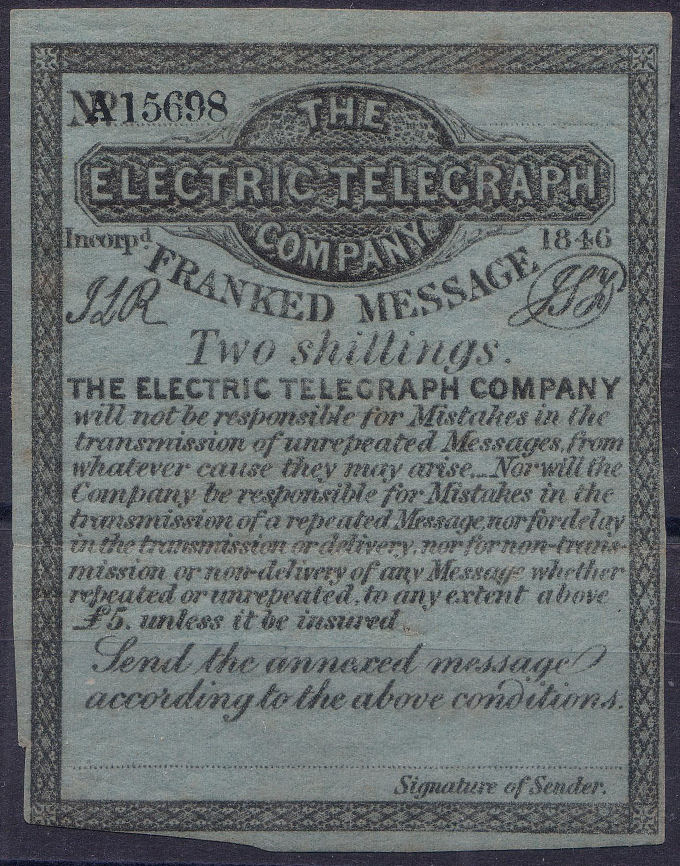 No A15698
THE
ELECTRIC TELEGRAPH
COMPANY
Incorpd 1846
FRANKED MESSAGE
JLR
Two shillings.
THE ELECTRIC TELEGRAPH COMPANY
will not be responsible for Mistakes in the
transmission of unrepeated Messages, from
whatever cause they may arise... Nor will the
Company be responsible for Mistakes in the
transmission of a repeated Message, nor for delay
in the transmission or delivery, nor for non-trans-
mission or non-delivery of any Message whether
repeated or unrepeated, to any extent above
£5. unless it be insured.
Send the annexed message
according to the above conditions.
Signature of Sender.